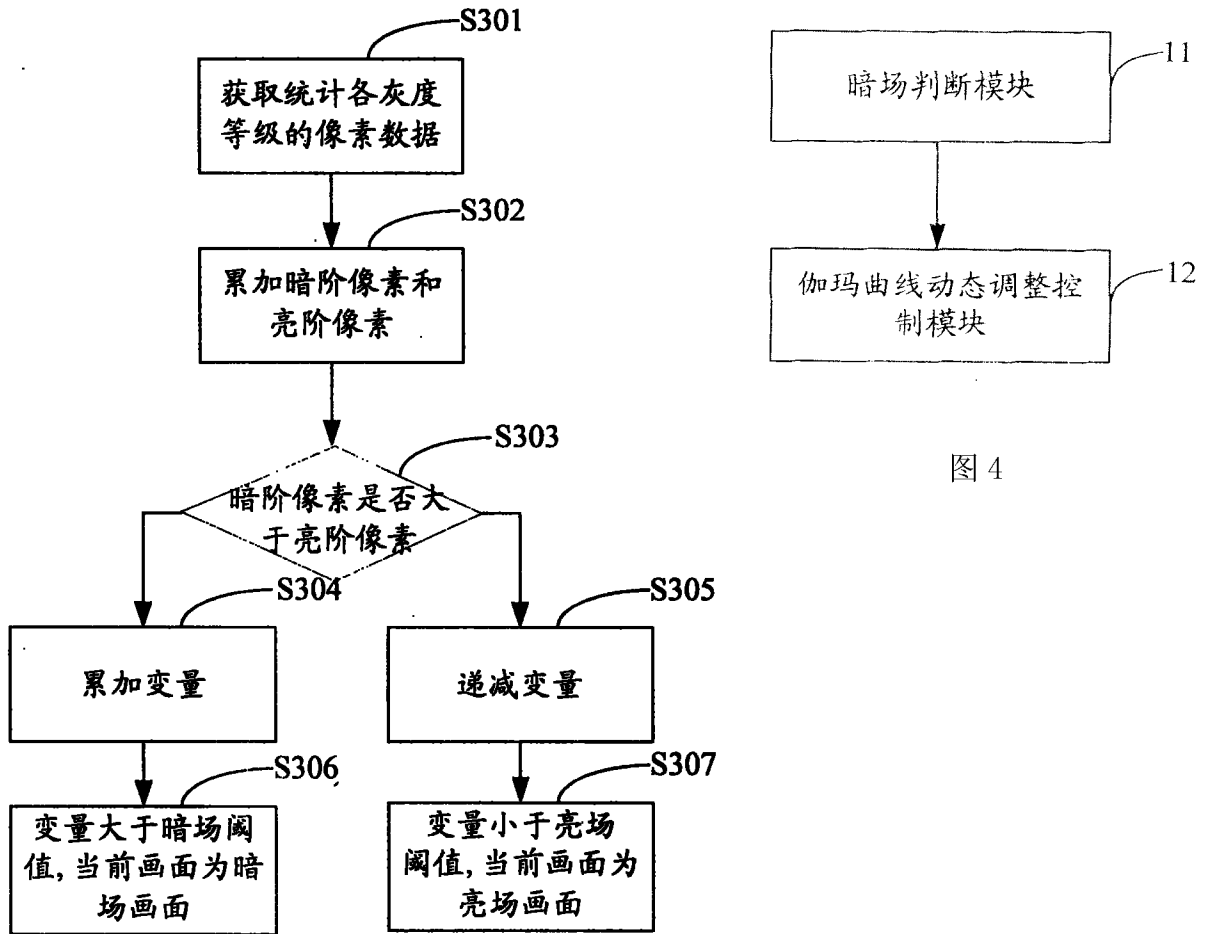 S301
获取统计各灰度
等级的像素数据
S302
累加暗阶像素和
亮阶像素
S303
暗阶像素是否大
于亮阶像素
S304
累加变量
S305
递减变量
S306
变量大于暗场阈
值,当前画面为暗
场画面
S307
变量小于亮场
阈值,当前画面为
亮场画面
11
暗场判断模块
12
伽玛曲线动态调整控
制模块
图 4